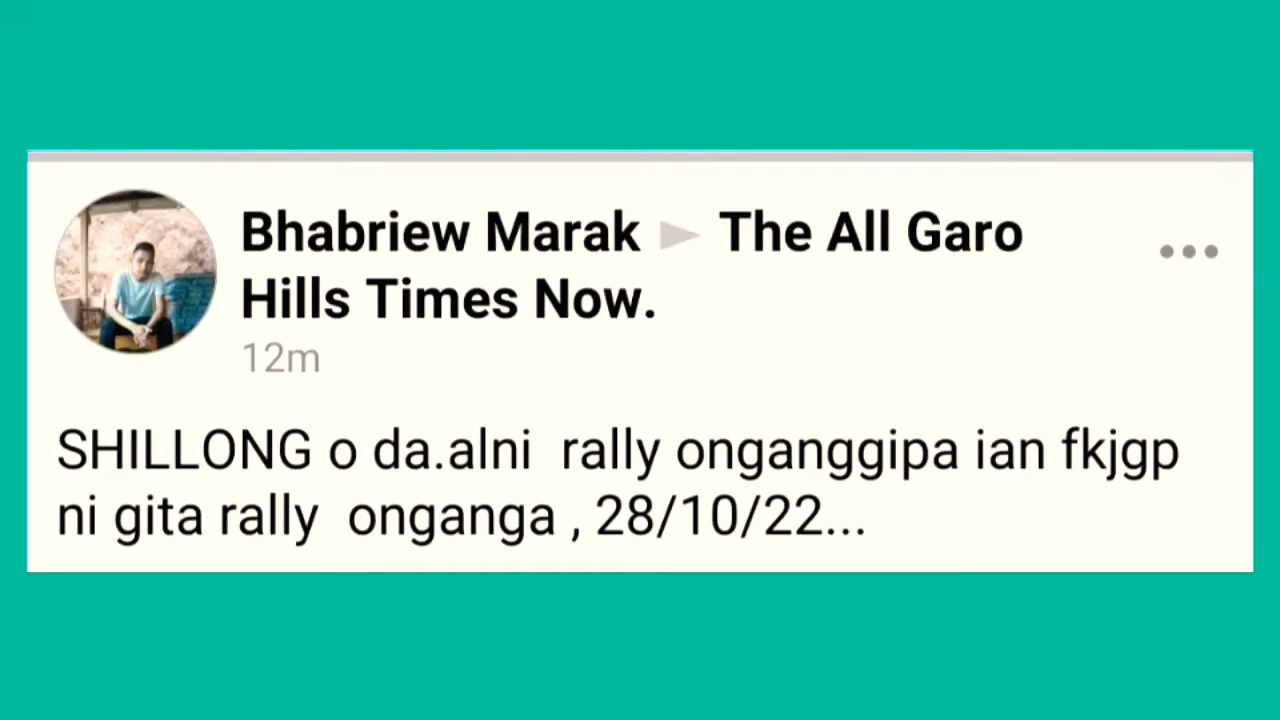 Bhabriew Marak ▶ The All Garo
Hills Times Now.
12m
SHILLONG o da.alni  rally onganggipa ian fkjgp
ni gita rally  onganga , 28/10/22...